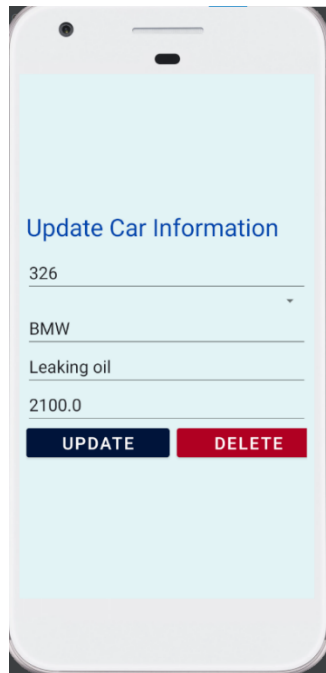 Update Car Information
326
BMW
Leaking oil
2100.0
UPDATE DELETE